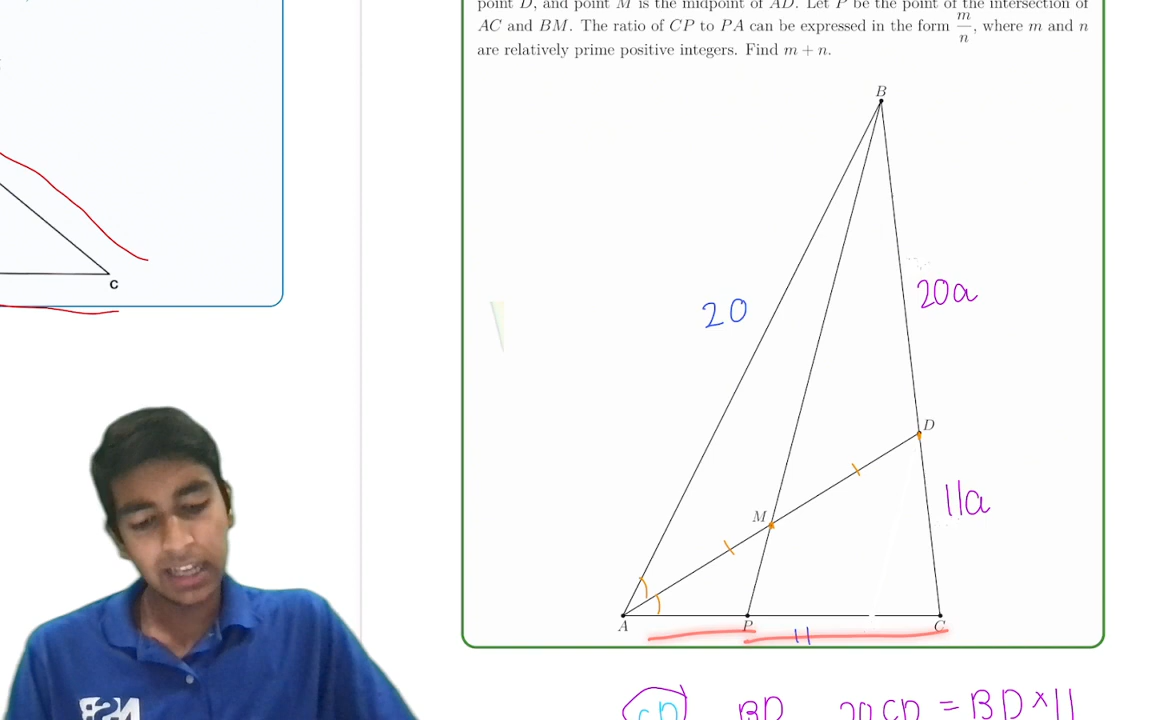 point D, and point M is the midpoint of AD. Let P be the point of the intersection of
AC and BM. The ratio of CP to PA can be expressed in the form m/n, where m and n
are relatively prime positive integers. Find m + n.
B
20
20a
D
C
11a
M
A
P
C
11
CD BD 20 CD = BD × 11